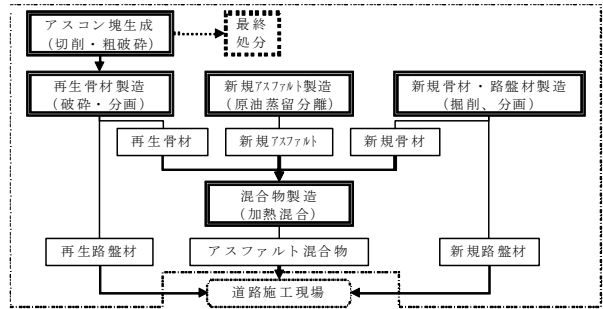 アスコン塊生成
(切削・粗破砕)
最終
処分
再生骨材製造
(破砕・分画)
新規ｱｽﾌｧﾙﾄ製造
(原油蒸留分離)
新規骨材・路盤材製造
(掘削、分画)
再生骨材
新規ｱｽﾌｧﾙﾄ
新規骨材
混合物製造
(加熱混合)
再生路盤材
アスファルト混合物
新規路盤材
道路施工現場